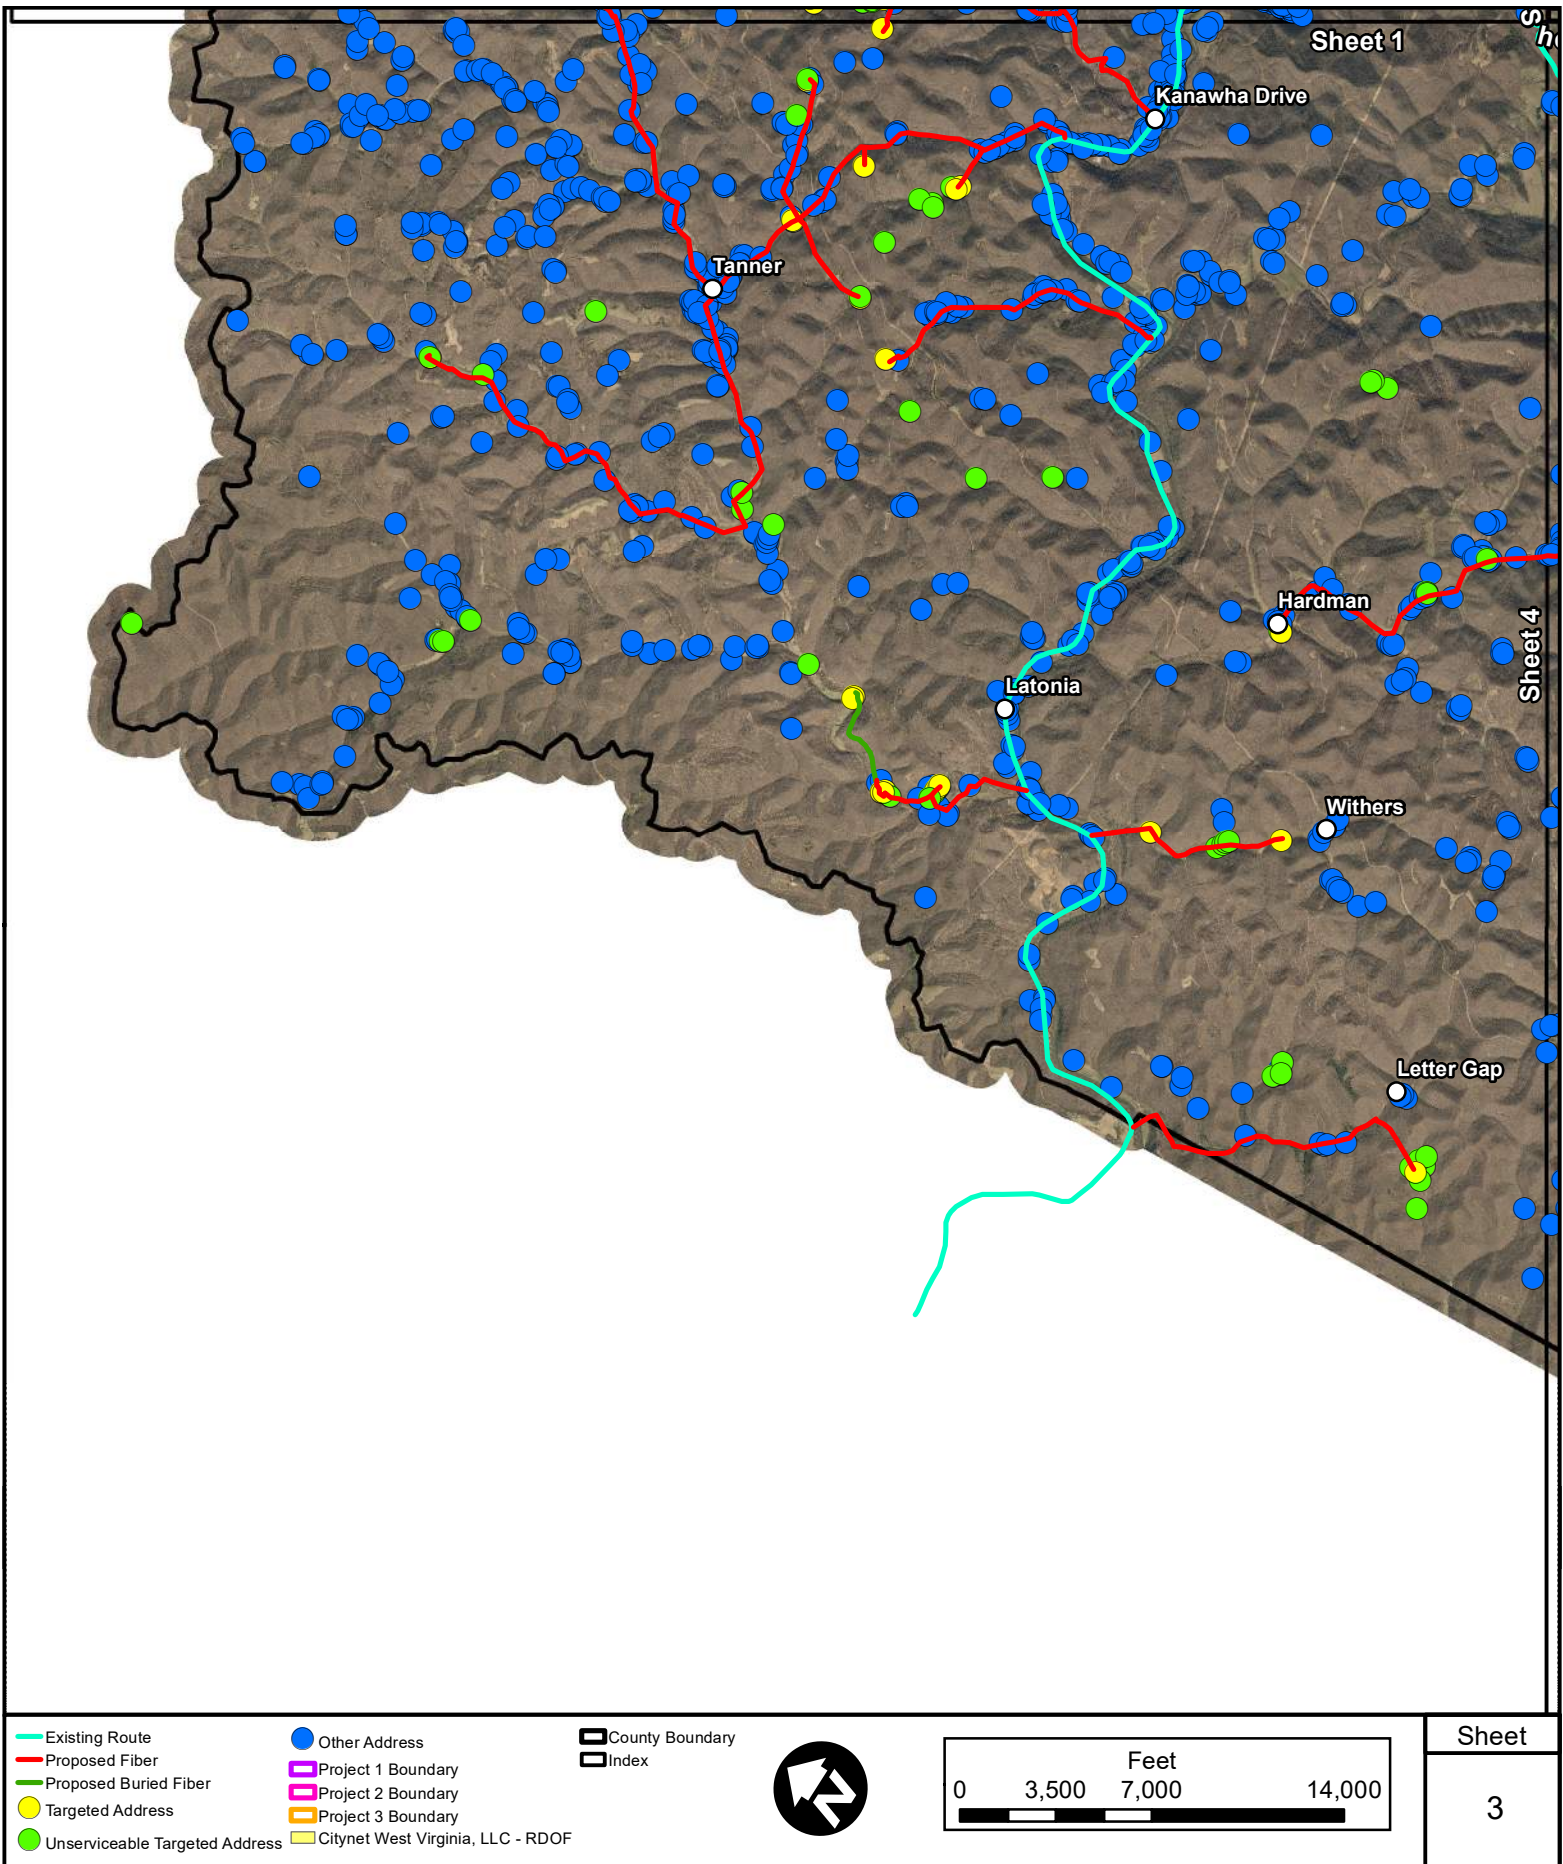 Sheet 1
Kanawha Drive
Tanner
Hardman
Sheet 4
Latonia
Withers
Letter Gap
Existing Route
Proposed Fiber
Proposed Buried Fiber
Targeted Address
Unserviceable Targeted Address
Other Address
Project 1 Boundary
Project 2 Boundary
Project 3 Boundary
Citynet West Virginia, LLC - RDOF
County Boundary
Index
N
Feet
0 3,500 7,000 14,000
Sheet
3